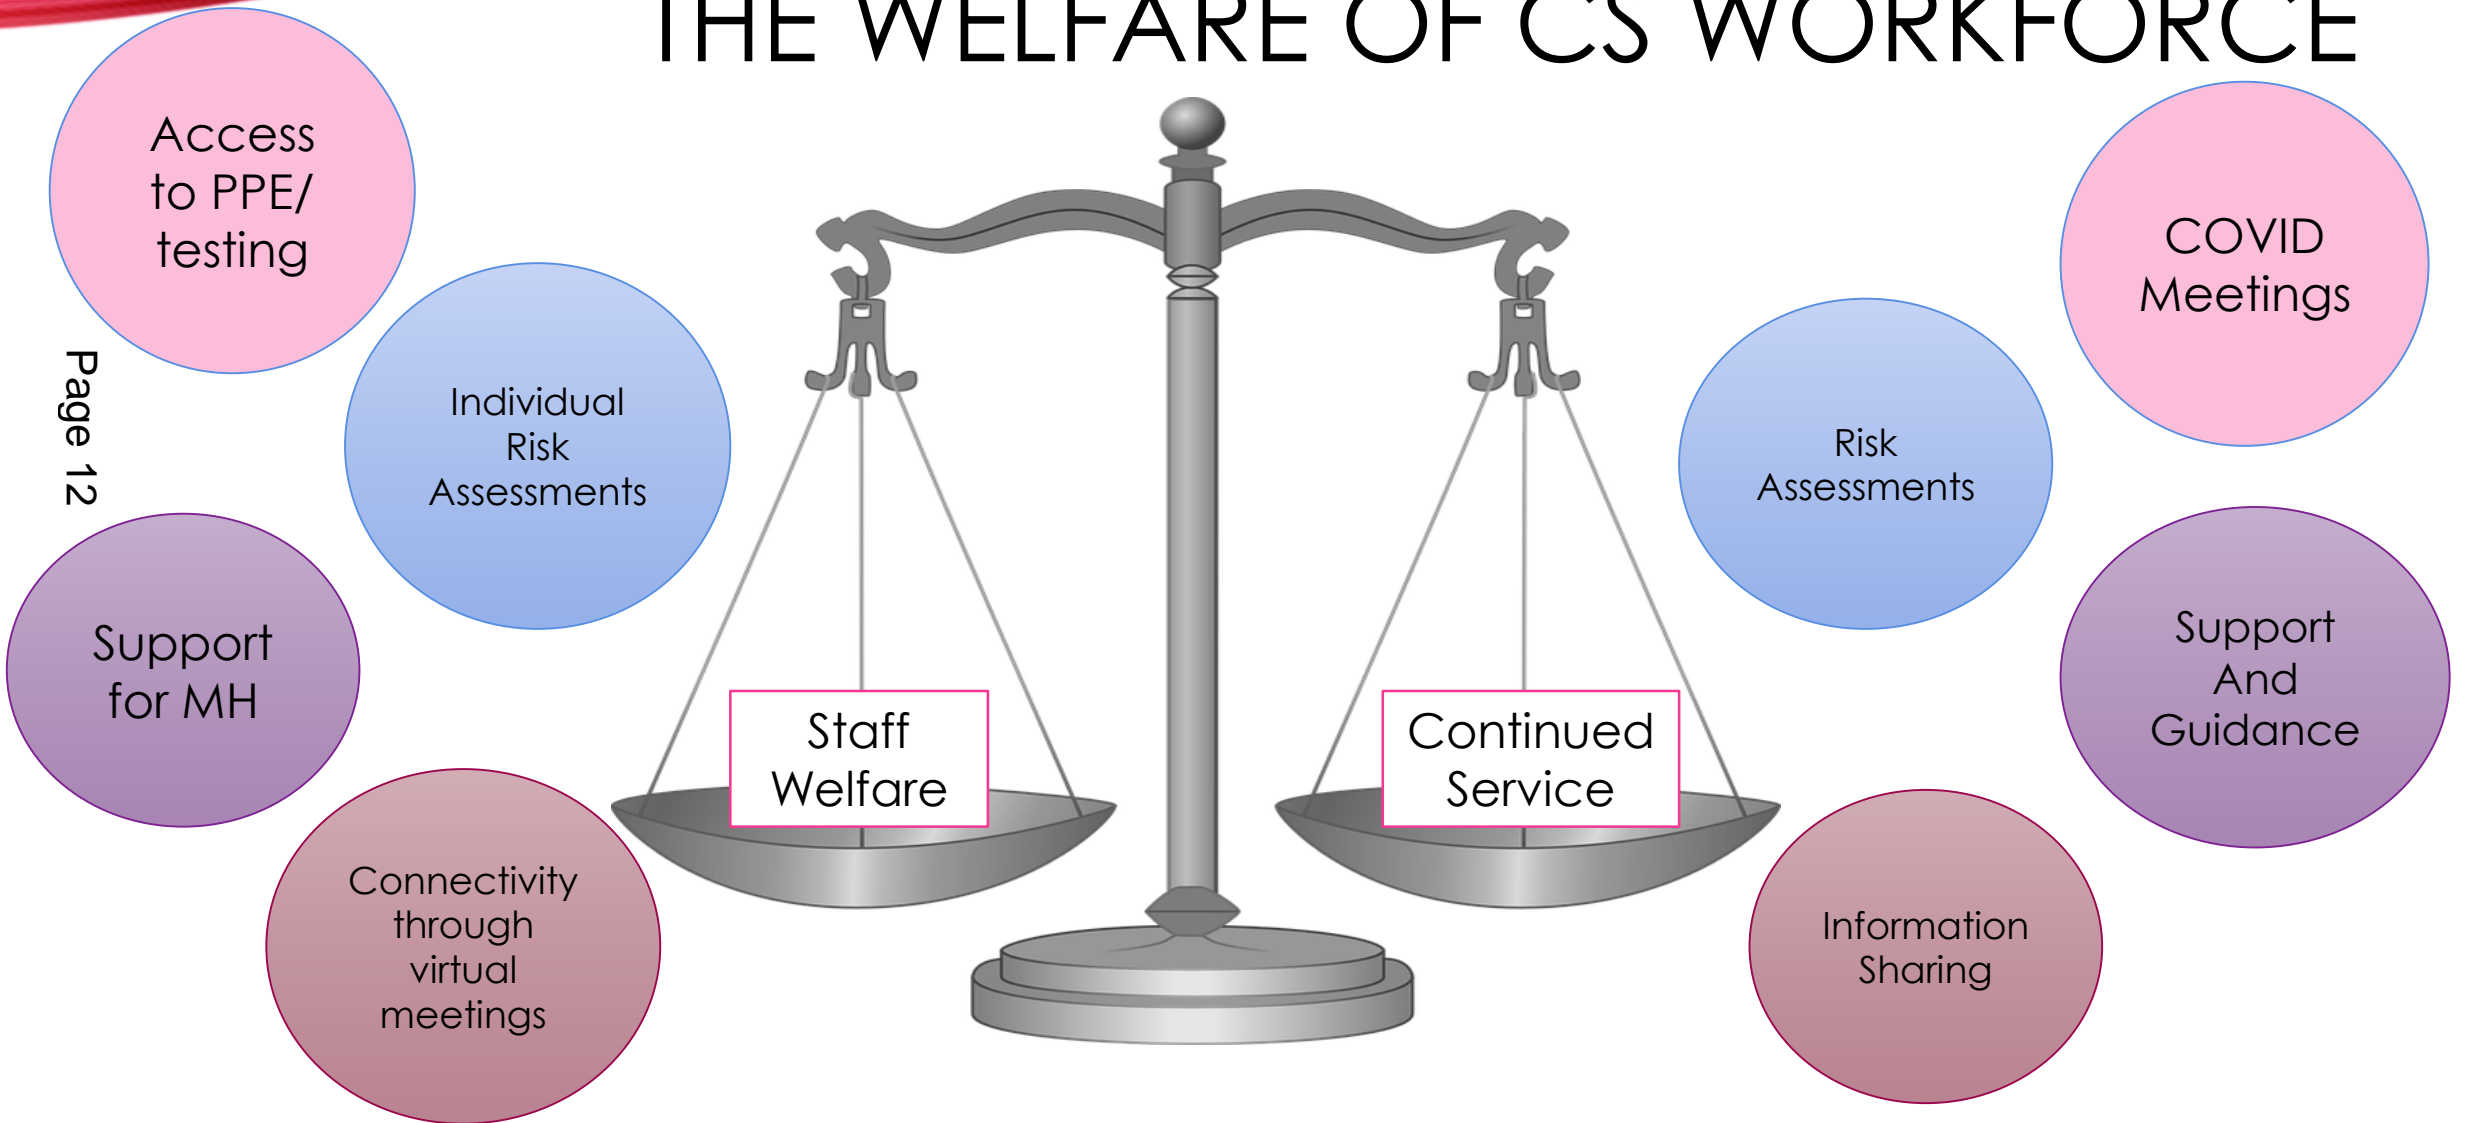 THE WELFARE OF CS WORKFORCE
Access
to PPE/
testing
Individual
Risk
Assessments
Page 12
Support
for MH
Connectivity
through
virtual
meetings
Staff
Welfare
Continued
Service
COVID
Meetings
Risk
Assessments
Support
And
Guidance
Information
Sharing